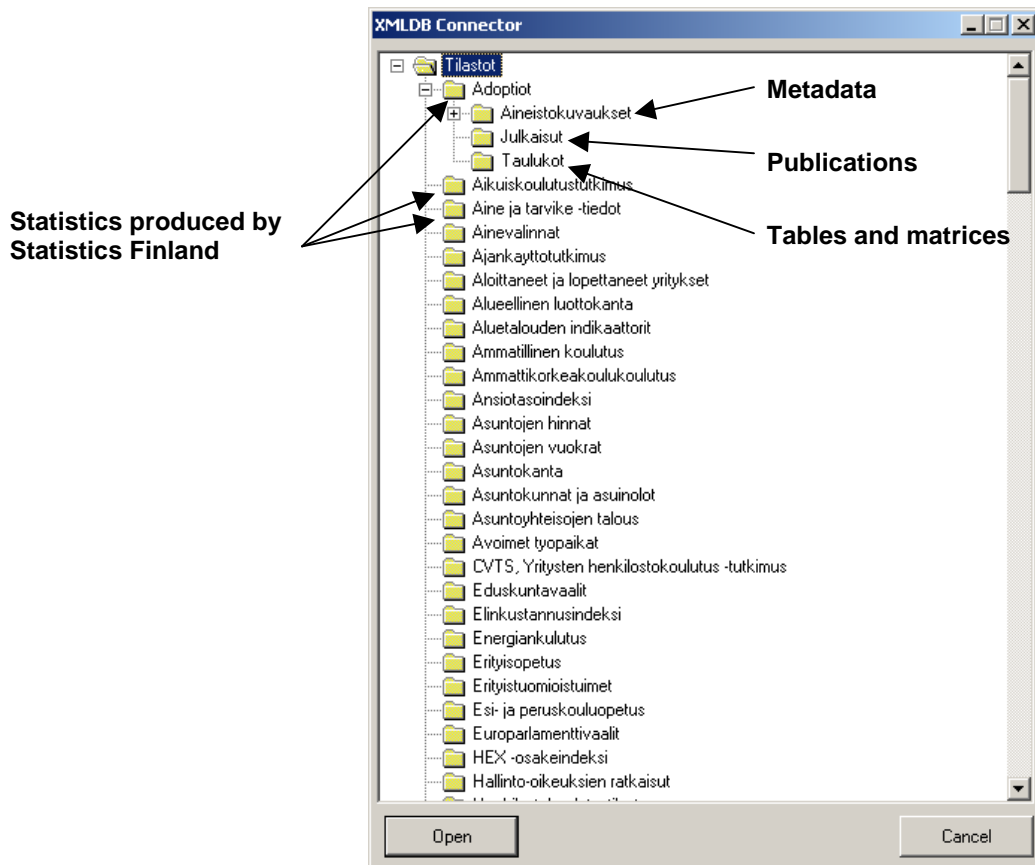 XMLDB Connector
Tilastot
Adoptiot
Aineistokuvaukset
Julkaisut
Taulukot
Aikuiskoulutustutkimus
Aine ja tarvike -tiedot
Ainevalinnat
Ajankayttotutkimus
Aloittaneet ja lopettaneet yritykset
Alueellinen luottokanta
Aluetalouden indikaattorit
Ammatillinen koulutus
Ammattikorkeakoulukoulutus
Ansiotasoindeksi
Asuntojen hinnat
Asuntojen vuokrat
Asuntokanta
Asuntokunnat ja asuinolot
Asuntoyhteisojen talous
Avoimet tyopaikat
CVTS, Yritysten henkilostokoulutus -tutkimus
Eduskuntavaalit
Elinkustannusindeksi
Energiankulutus
Erityisopetus
Erityistuomioistuimet
Esi- ja peruskouluopetus
Europarlamenttivaalit
HEX -osakeindeksi
Hallinto-oikeuksien ratkaisut
Open
Cancel
Metadata
Publications
Tables and matrices
Statistics produced by
Statistics Finland